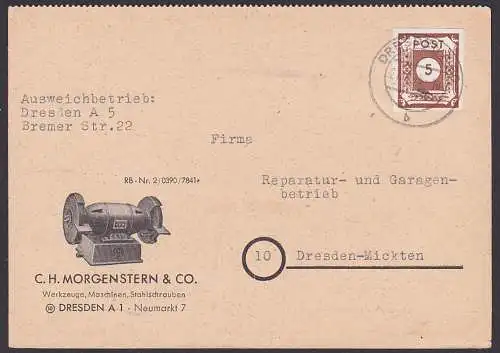 POST
5
DRE
b
Ausweichbetrieb:
Dresden A 5
Bremer Str.22
Firma
Reparatur- und Garagen-
betrieb
RB-Nr. 2/0390/7841
10
Dresden-Mickten
C. H. MORGENSTERN & CO.
Werkzeuge, Maschinen, Stahlschrauben
DRESDEN A 1 - Neumarkt 7